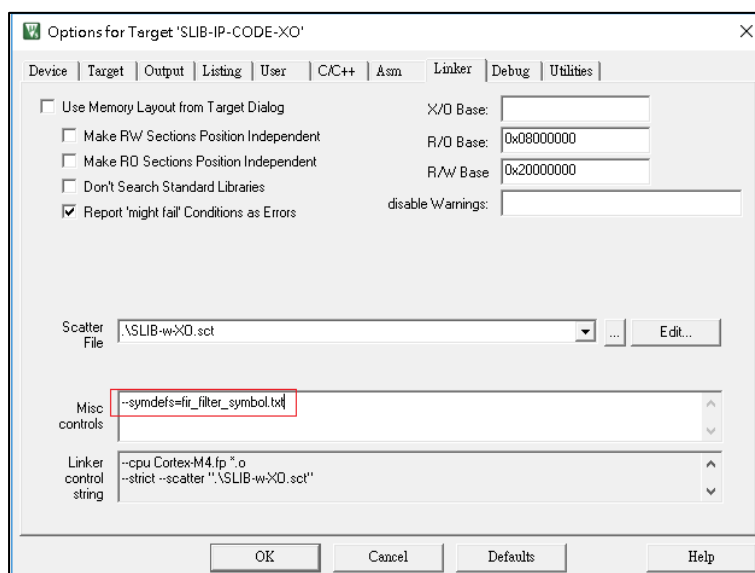 Options for Target 'SLIB-IP-CODE-XO'
Device Target Output Listing User C/C++ Asm Linker Debug Utilities
Use Memory Layout from Target Dialog
X/O Base:
Make RW Sections Position Independent
R/O Base: 0x08000000
Make RO Sections Position Independent
R/W Base 0x20000000
Don't Search Standard Libraries
disable Warnings:
Report 'might fail' Conditions as Errors
Scatter File .\SLIB-w-XO.sct ... Edit...
Misc controls --symdefs=fir_filter_symbol.txt
Linker control string --cpu Cortex-M4.fp *.o
--strict --scatter ".\SLIB-w-XO.sct"
OK Cancel Defaults Help